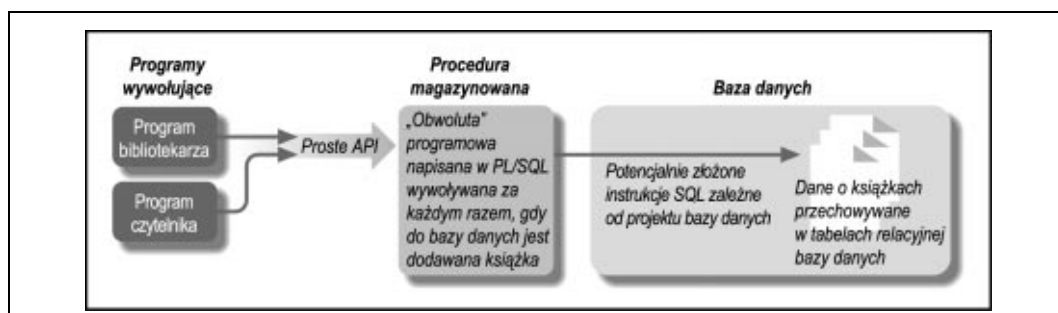 Programy
wywołujące
Program
bibliotekarza
Program
czytelnika
Proste API
Procedura
magazynowana
„Obwoluta”
programowa
napisana w PL/SQL
wywoływana za
każdym razem, gdy
do bazy danych jest
dodawana książka
Baza danych
Potencjalnie złożone
instrukcje SQL zależne
od projektu bazy danych
Dane o książkach
przechowywane
w tabelach relacyjnej
bazy danych